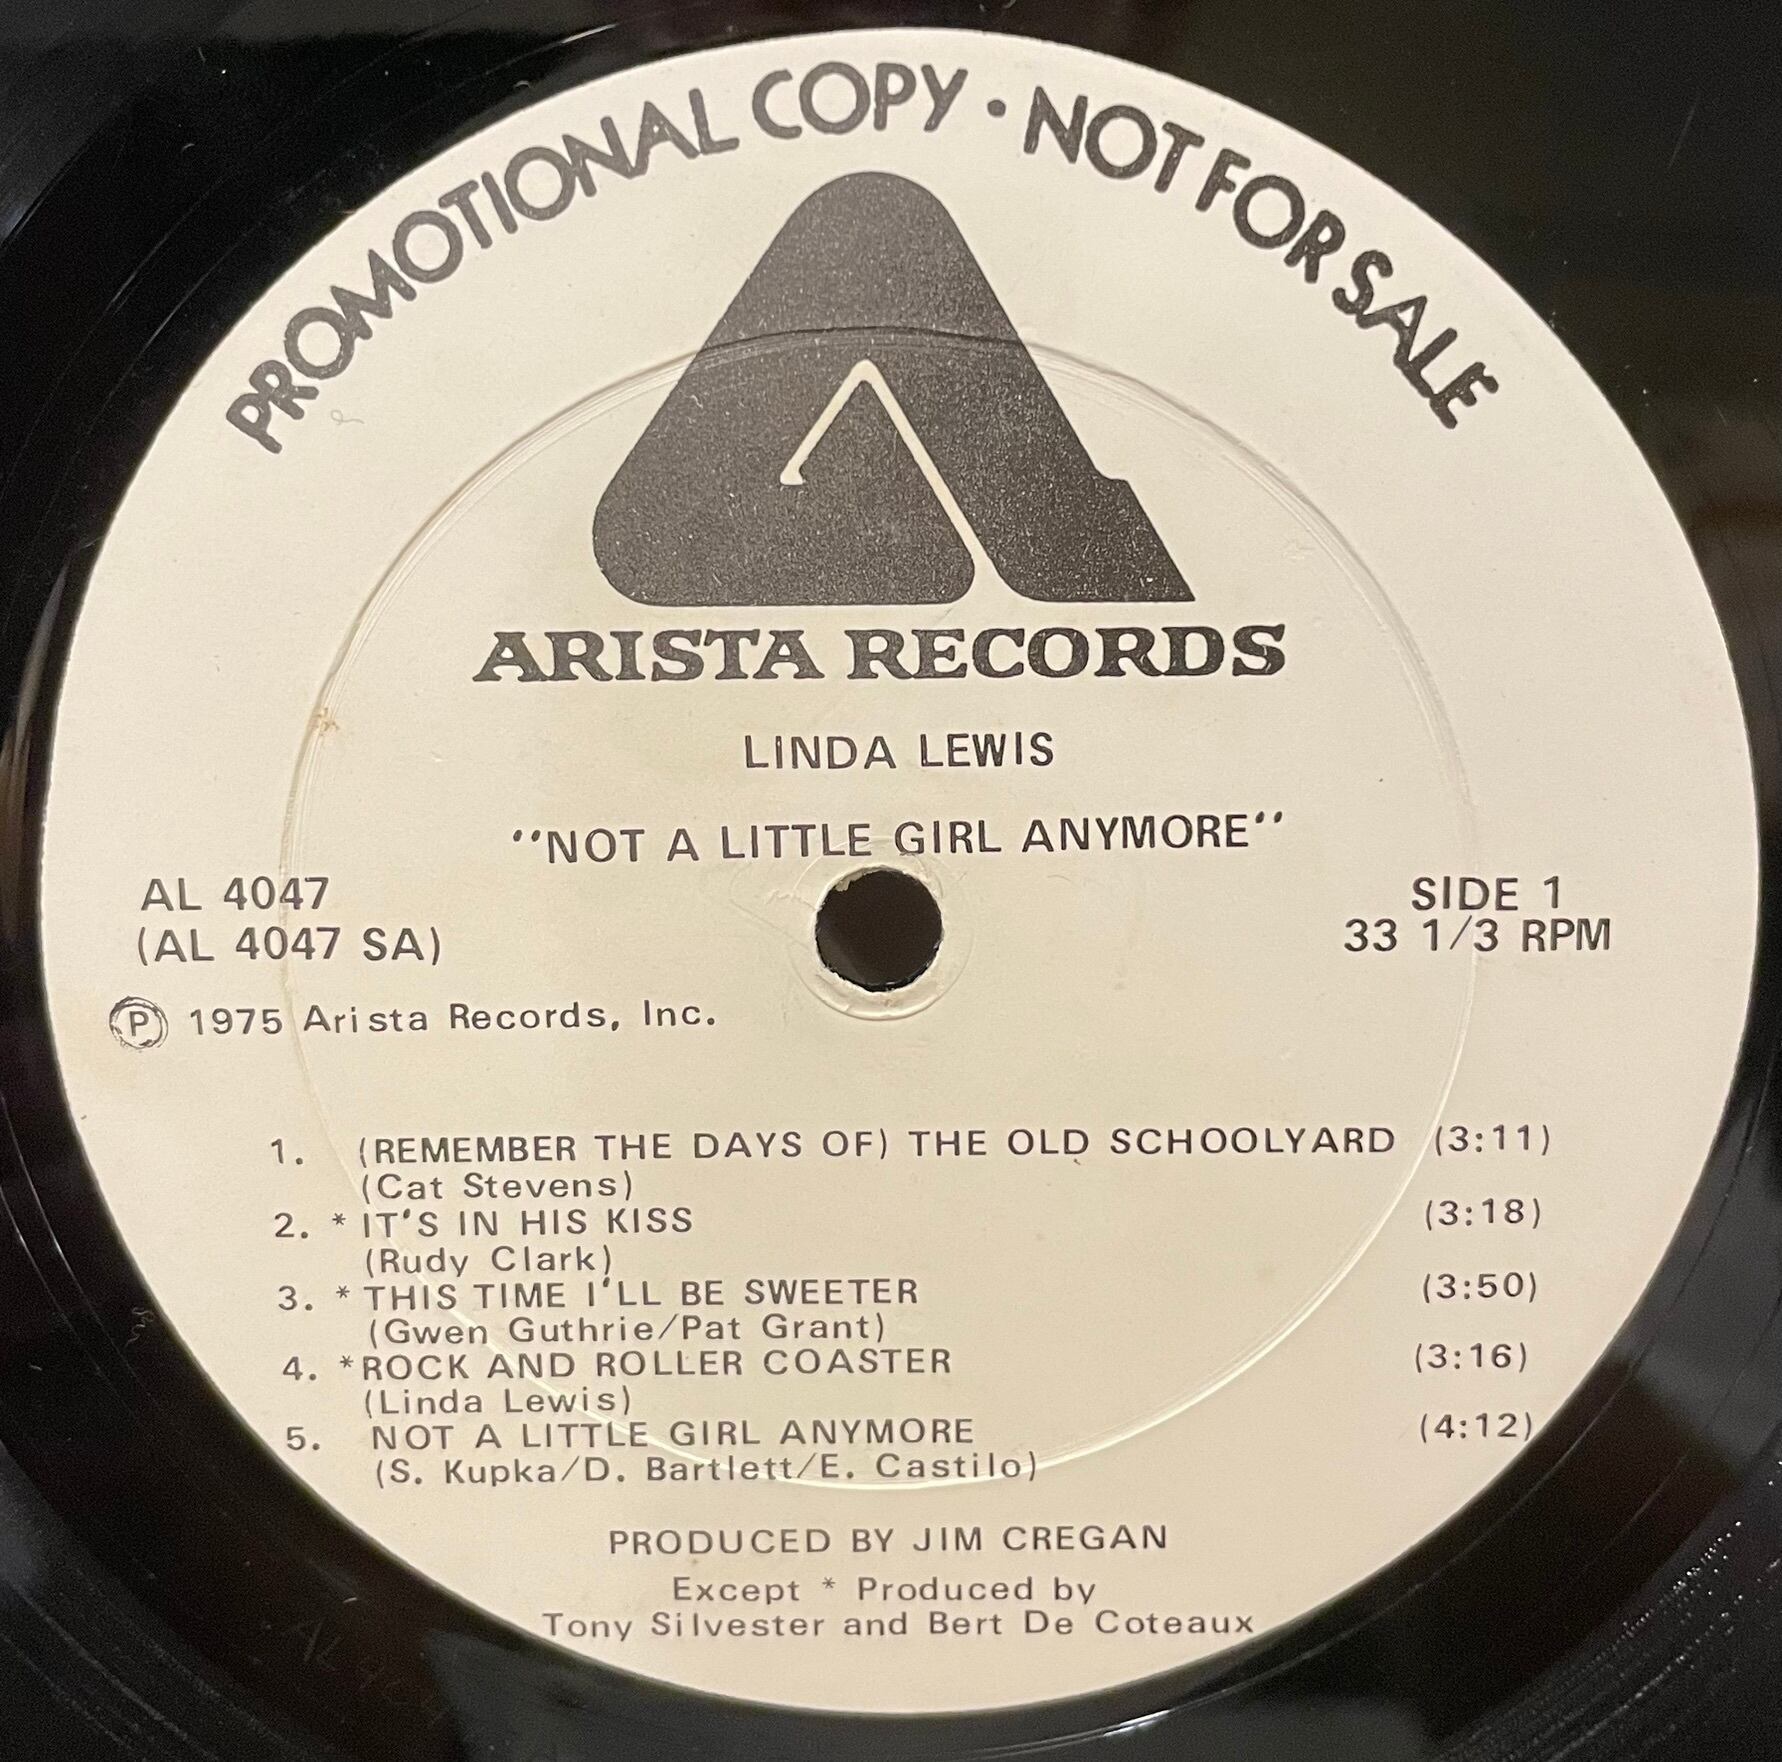 PROMOTIONAL COPY · NOT FOR SALE
ARISTA RECORDS
LINDA LEWIS
"NOT A LITTLE GIRL ANYMORE"
AL 4047
(AL 4047 SA)
SIDE 1
33 1/3 RPM
Ⓟ 1975 Arista Records, Inc.
1. (REMEMBER THE DAYS OF) THE OLD SCHOOLYARD (3:11)
(Cat Stevens)
2. * IT'S IN HIS KISS (3:18)
(Rudy Clark)
3. * THIS TIME I'LL BE SWEETER (3:50)
(Gwen Guthrie/Pat Grant)
4. *ROCK AND ROLLER COASTER (3:16)
(Linda Lewis)
5. NOT A LITTLE GIRL ANYMORE (4:12)
(S. Kupka/D. Bartlett/E. Castilo)
PRODUCED BY JIM CREGAN
Except * Produced by
Tony Silvester and Bert De Coteaux